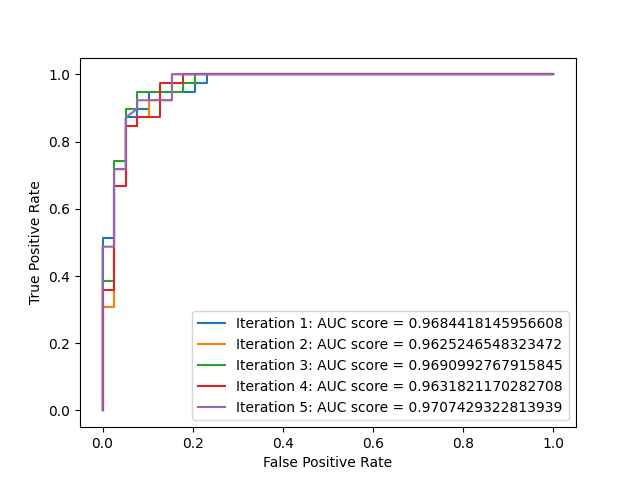 1.0
0.8
0.6
0.4
0.2
0.0
True Positive Rate
Iteration 1: AUC score = 0.9684418145956608
Iteration 2: AUC score = 0.9625246548323472
Iteration 3: AUC score = 0.9690992767915845
Iteration 4: AUC score = 0.9631821170282708
Iteration 5: AUC score = 0.9707429322813939
0.0 0.2 0.4 0.6 0.8 1.0
False Positive Rate